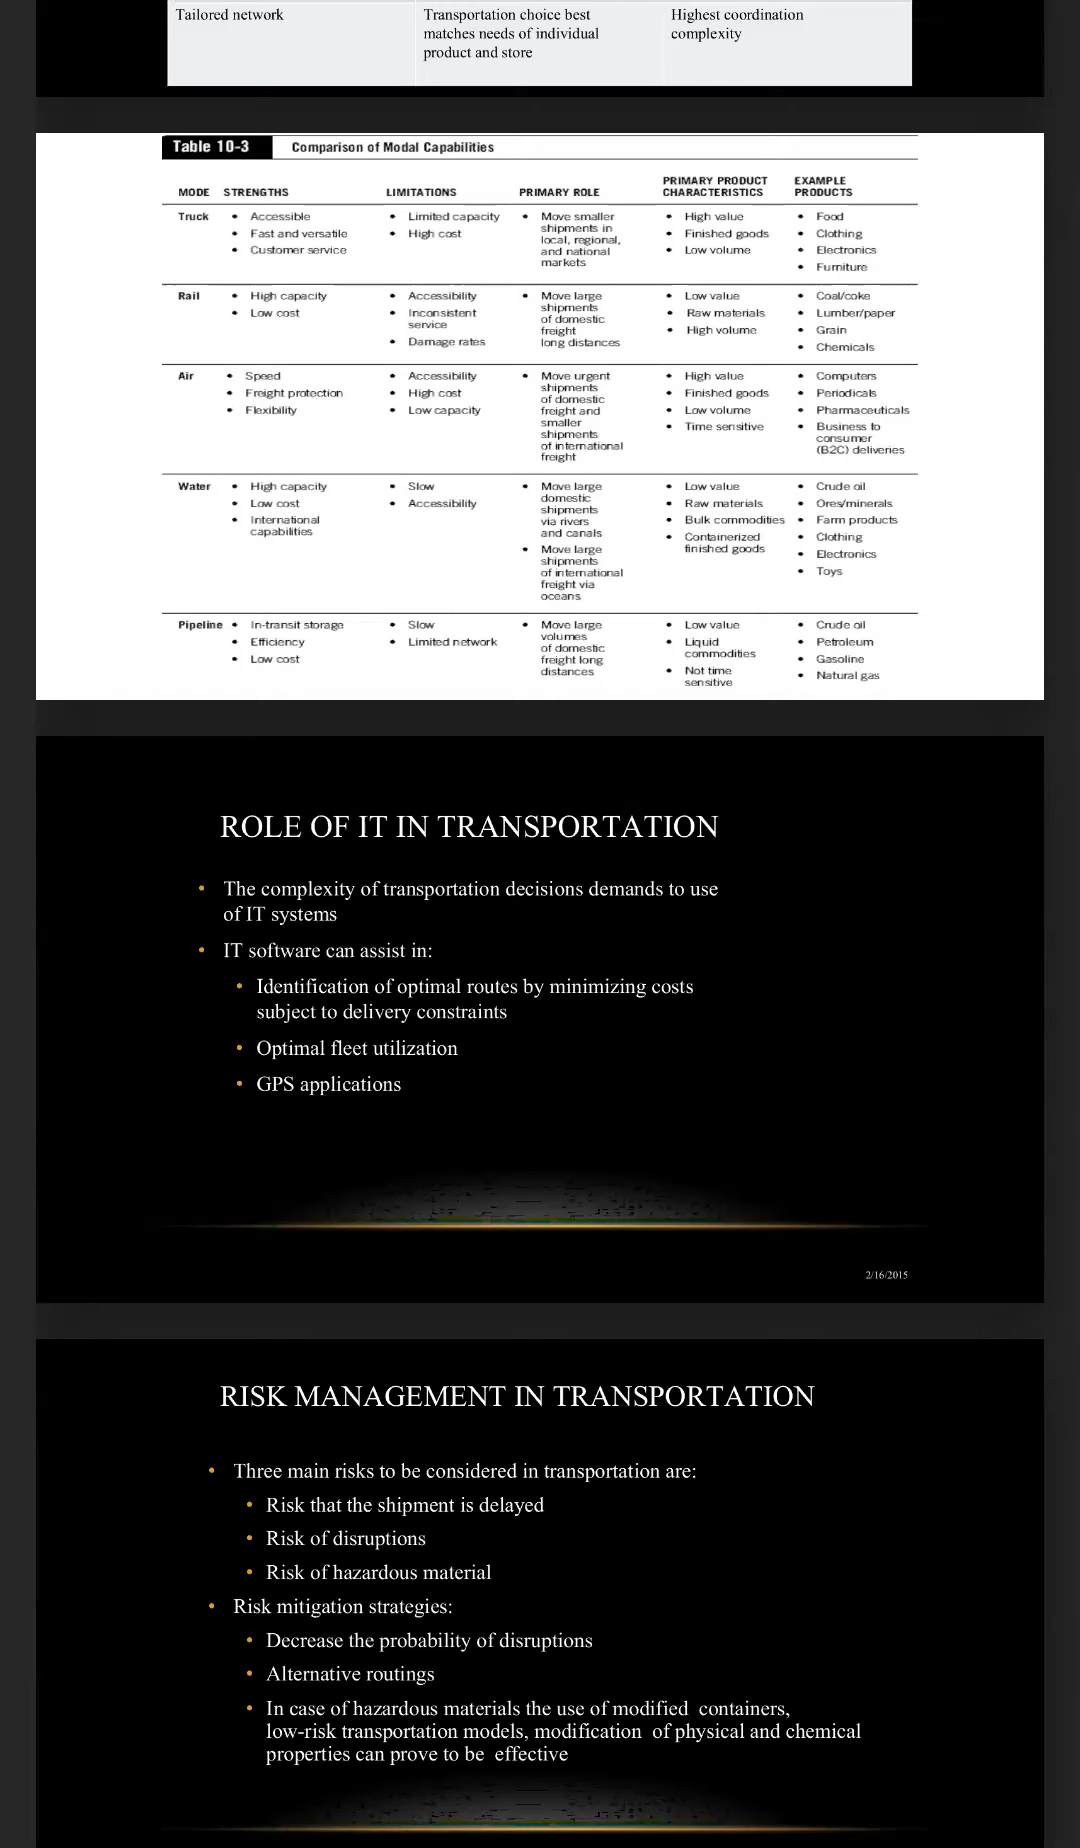 Tailored network
Transportation choice best
matches needs of individual
product and store
Highest coordination
complexity
Table 10-3 Comparison of Modal Capabilities
MODE STRENGTHS LIMITATIONS PRIMARY ROLE PRIMARY PRODUCT CHARACTERISTICS EXAMPLE PRODUCTS
Truck
• Accessible
• Fast and versatile
• Customer service
• Limited capacity
• High cost
• Move smaller
shipments in
local, regional,
and national
markets
• High value
• Finished goods
• Low volume
• Food
• Clothing
• Electronics
• Furniture
Rail
• High capacity
• Low cost
• Accessibility
• Inconsistent
service
• Damage rates
• Move large
shipments
of domestic
freight
long distances
• Low value
• Raw materials
• High volume
• Coal/coke
• Lumber/paper
• Grain
• Chemicals
Air
• Speed
• Freight protection
• Flexibility
• Accessibility
• High cost
• Low capacity
• Move urgent
shipments
of domestic
freight and
smaller
shipments
of international
freight
• High value
• Finished goods
• Low volume
• Time sensitive
• Computers
• Periodicals
• Pharmaceuticals
• Business to
consumer
(B2C) deliveries
Water
• High capacity
• Low cost
• International
capabilities
• Slow
• Accessibility
• Move large
domestic
shipments
via rivers
and canals
• Move large
shipments
of international
freight via
oceans
• Low value
• Raw materials
• Bulk commodities
• Containerized
finished goods
• Crude oil
• Ores/minerals
• Farm products
• Clothing
• Electronics
• Toys
Pipeline
• In-transit storage
• Efficiency
• Low cost
• Slow
• Limited network
• Move large
volumes
of domestic
freight long
distances
• Low value
• Liquid
commodities
• Not time
sensitive
• Crude oil
• Petroleum
• Gasoline
• Natural gas
ROLE OF IT IN TRANSPORTATION
• The complexity of transportation decisions demands to use
of IT systems
• IT software can assist in:
• Identification of optimal routes by minimizing costs
subject to delivery constraints
• Optimal fleet utilization
• GPS applications
2/16/2015
RISK MANAGEMENT IN TRANSPORTATION
• Three main risks to be considered in transportation are:
• Risk that the shipment is delayed
• Risk of disruptions
• Risk of hazardous material
• Risk mitigation strategies:
• Decrease the probability of disruptions
• Alternative routings
• In case of hazardous materials the use of modified containers,
low-risk transportation models, modification of physical and chemical
properties can prove to be effective